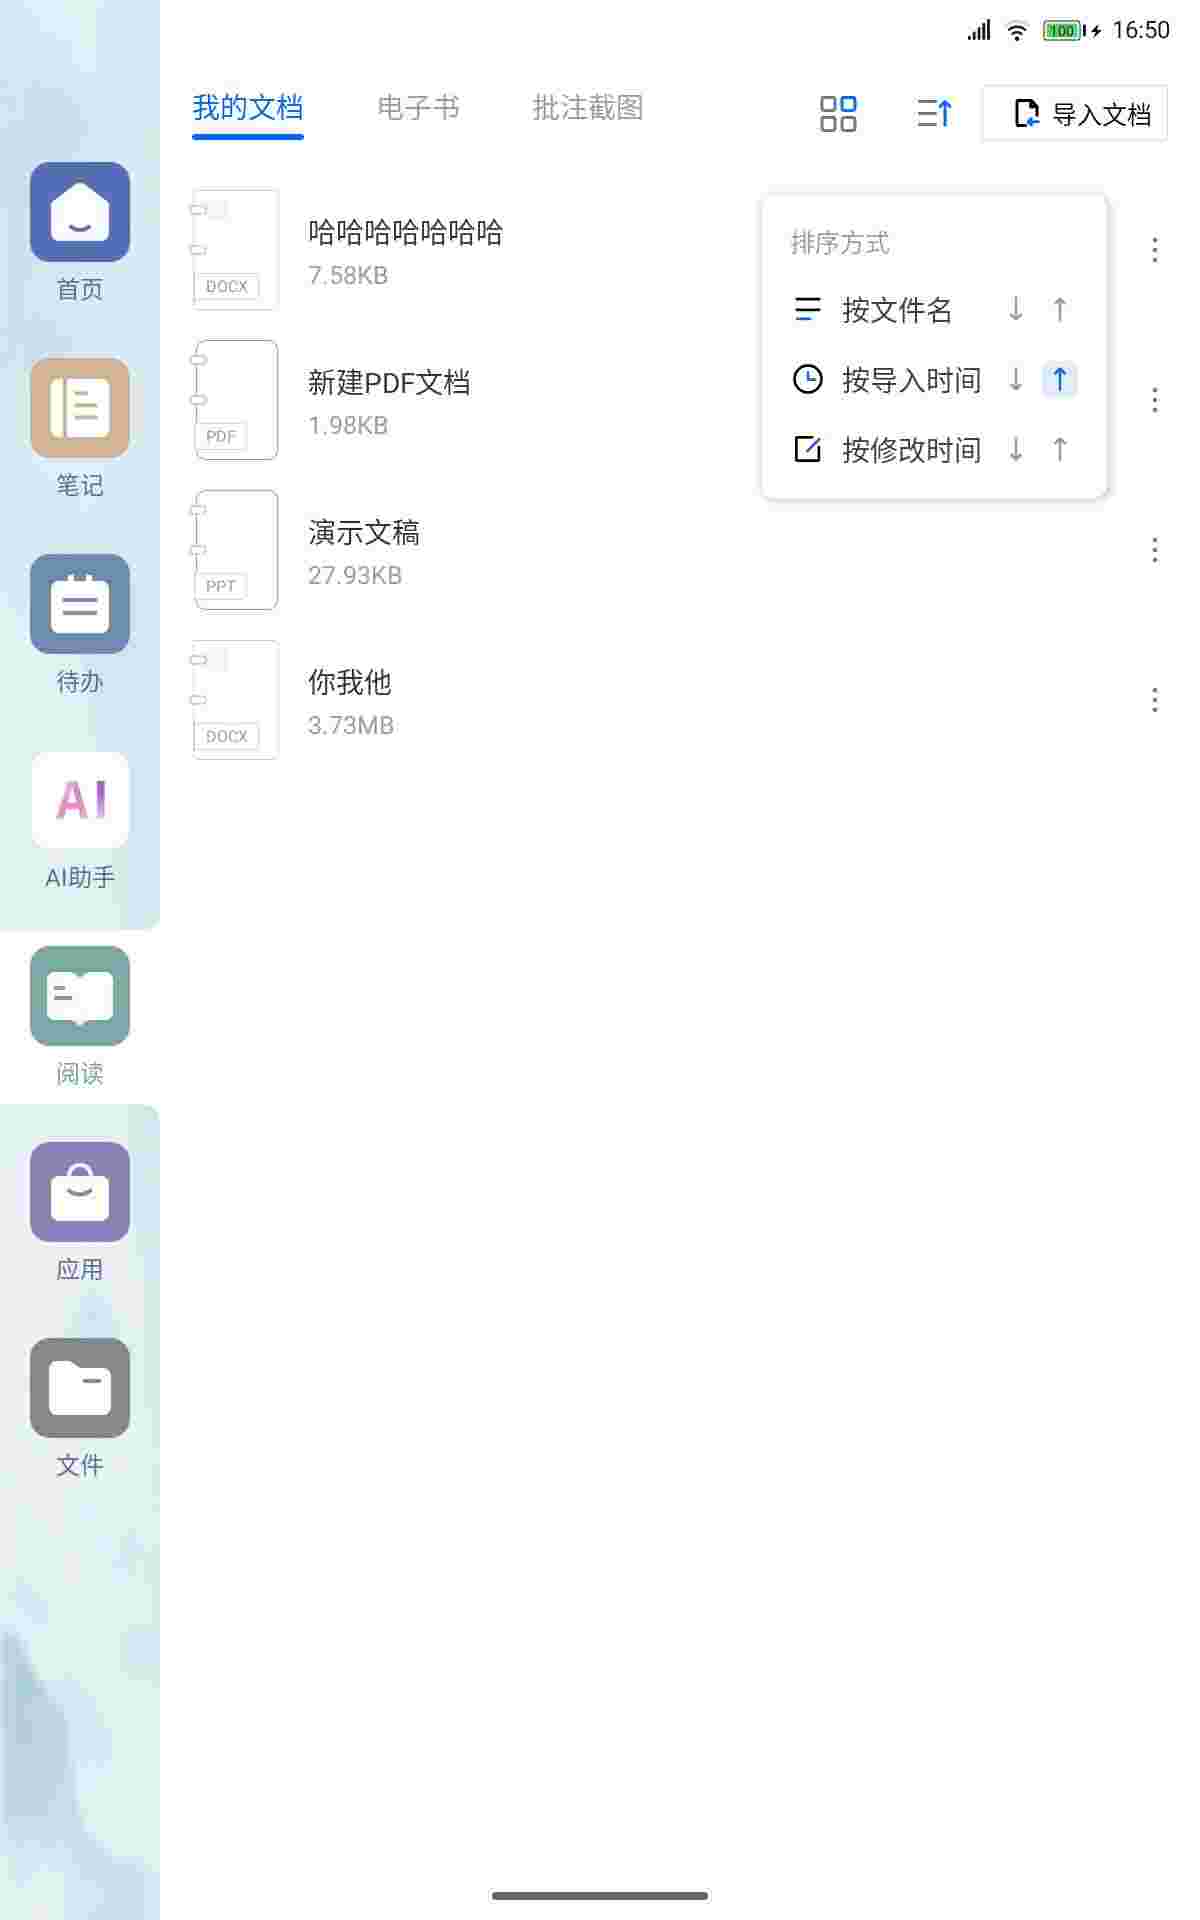 100 16:50
我的文档 电子书 批注截图 导入文档
首页
笔记
待办
AI
AI助手
阅读
应用
文件
哈哈哈哈哈哈哈
7.58KB
DOCX
新建PDF文档
1.98KB
PDF
演示文稿
27.93KB
PPT
你我他
3.73MB
DOCX
排序方式
按文件名
按导入时间
按修改时间